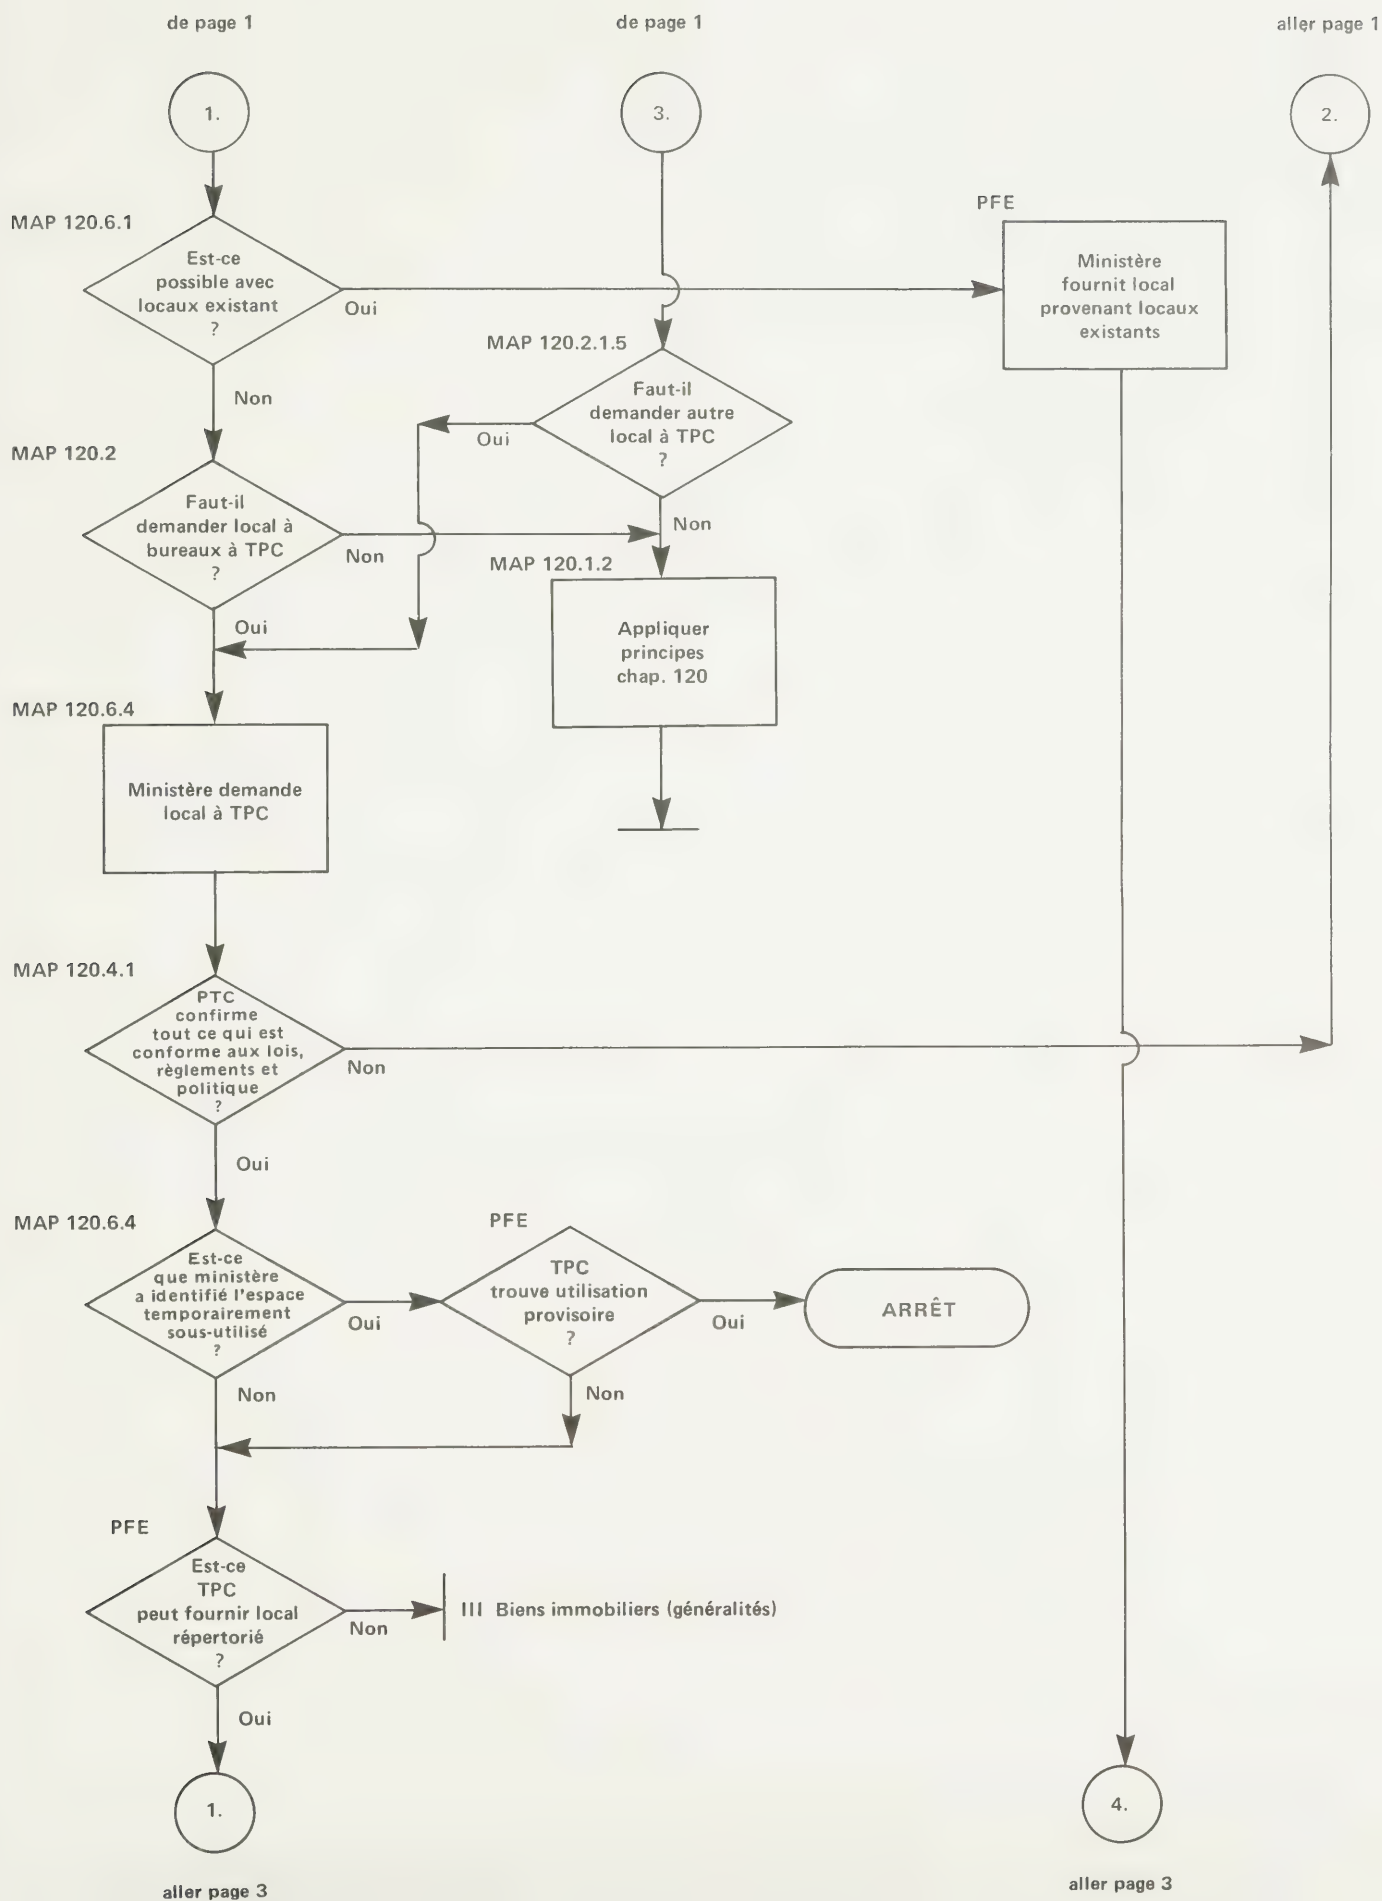 de page 1
de page 1
aller page 1
1.
3.
2.
MAP 120.6.1
Est-ce
possible avec
locaux existant
?
Oui
Non
PFE
Ministère
fournit local
provenant locaux
existants
MAP 120.2.1.5
Faut-il
demander autre
local à TPC
?
Oui
Non
MAP 120.2
Faut-il
demander local à
bureaux à TPC
?
Non
Oui
MAP 120.1.2
Appliquer
principes
chap. 120
MAP 120.6.4
Ministère demande
local à TPC
MAP 120.4.1
PTC
confirme
tout ce qui est
conforme aux lois,
règlements et
politique
?
Non
Oui
MAP 120.6.4
Est-ce
que ministère
a identifié l'espace
temporairement
sous-utilisé
?
Oui
Non
PFE
TPC
trouve utilisation
provisoire
?
Oui
Non
ARRÊT
PFE
Est-ce
TPC
peut fournir local
répertorié
?
Non
III Biens immobiliers (généralités)
Oui
1.
4.
aller page 3
aller page 3